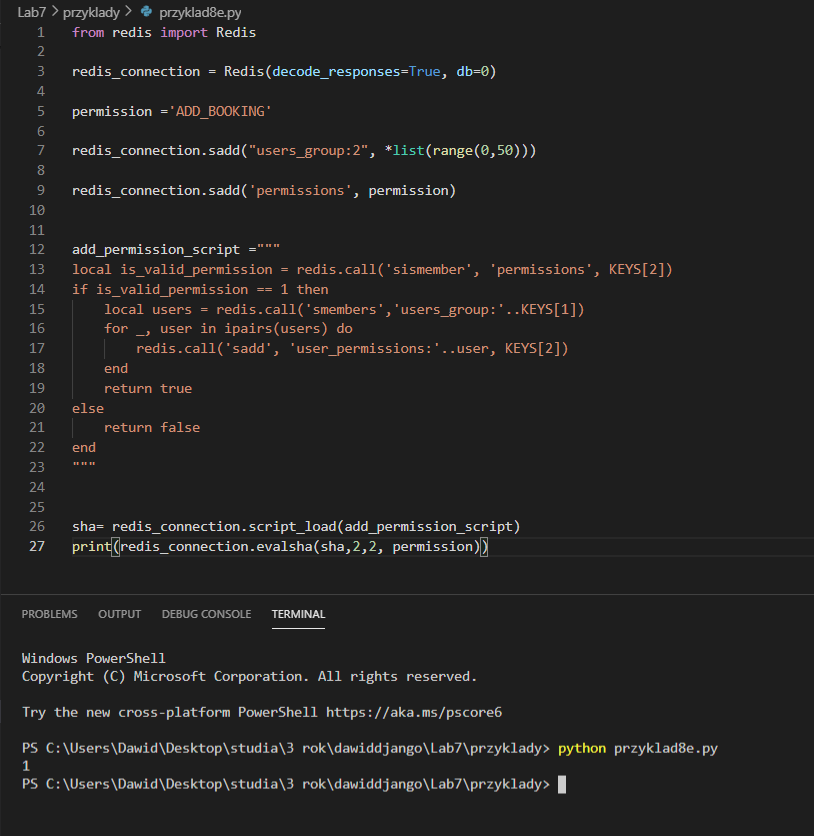 Lab7 > przyklady > przyklad8e.py
1 from redis import Redis
2
3 redis_connection = Redis(decode_responses=True, db=0)
4
5 permission ='ADD_BOOKING'
6
7 redis_connection.sadd("users_group:2", *list(range(0,50)))
8
9 redis_connection.sadd('permissions', permission)
10
11
12 add_permission_script ="""
13 local is_valid_permission = redis.call('sismember', 'permissions', KEYS[2])
14 if is_valid_permission == 1 then
15     local users = redis.call('smembers','users_group:'..KEYS[1])
16     for _, user in ipairs(users) do
17         redis.call('sadd', 'user_permissions:'..user, KEYS[2])
18     end
19     return true
20 else
21     return false
22 end
23 """
24
25
26 sha= redis_connection.script_load(add_permission_script)
27 print(redis_connection.evalsha(sha,2,2, permission))
PROBLEMS OUTPUT DEBUG CONSOLE TERMINAL
Windows PowerShell
Copyright (C) Microsoft Corporation. All rights reserved.
Try the new cross-platform PowerShell https://aka.ms/pscore6
PS C:\Users\Dawid\Desktop\studia\3 rok\dawiddjango\Lab7\przyklady> python przyklad8e.py
1
PS C:\Users\Dawid\Desktop\studia\3 rok\dawiddjango\Lab7\przyklady>